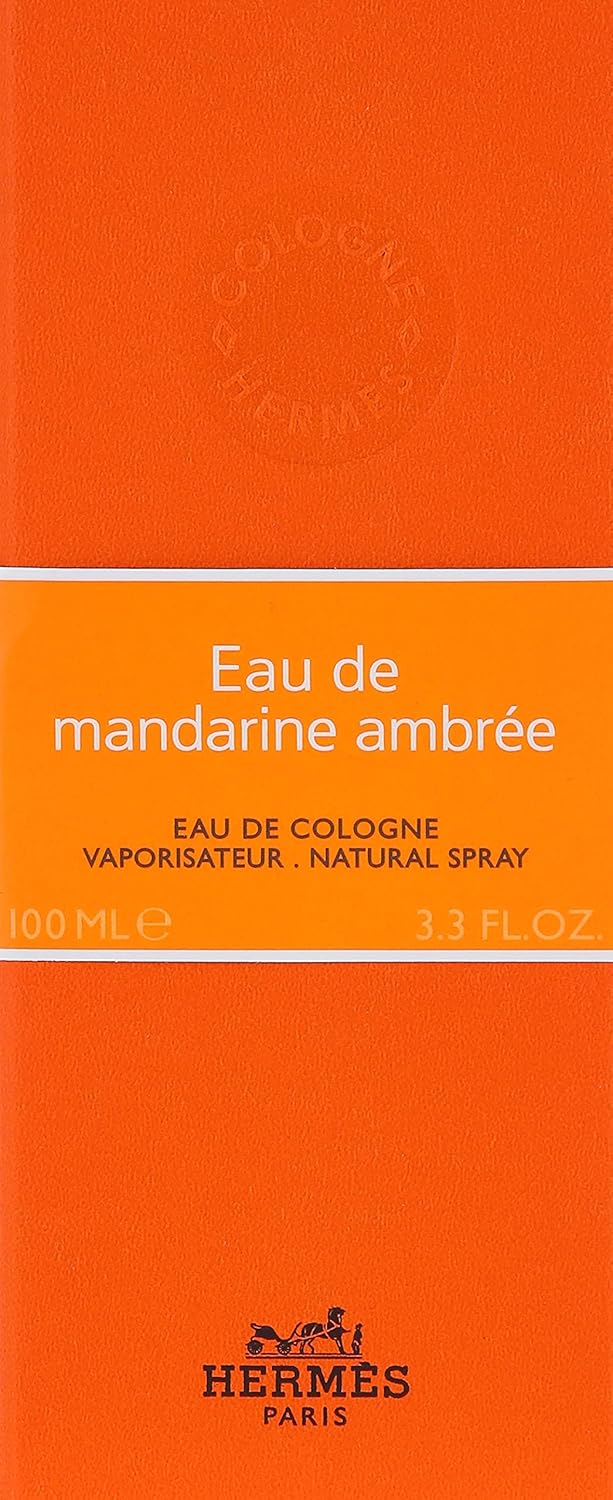 COLOGNE
HERMÈS
Eau de
mandarine ambrée
EAU DE COLOGNE
VAPORISATEUR . NATURAL SPRAY
100 ML ℮ 3.3 FL.OZ.
HERMÈS
PARIS